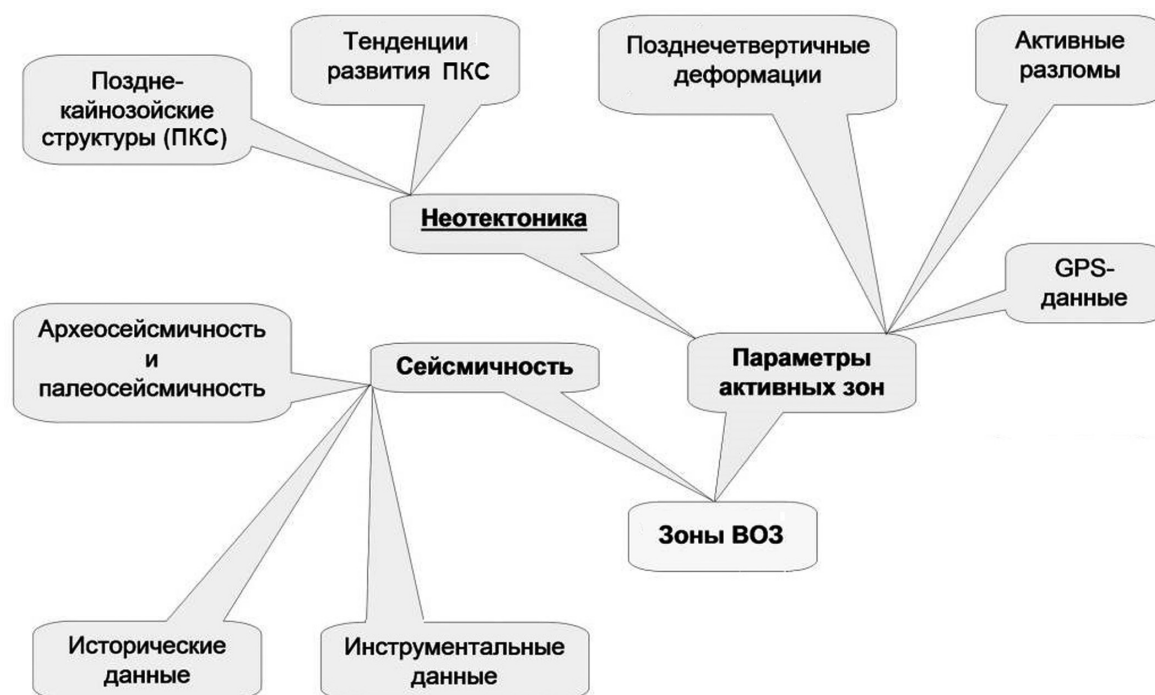 Тенденции
развития ПКС
Поздне-
кайнозойские
структуры (ПКС)
Позднечетвертичные
деформации
Активные
разломы
Неотектоника
GPS-
данные
Археосейсмичность
и
палеосейсмичность
Сейсмичность
Параметры
активных зон
Зоны ВОЗ
Исторические
данные
Инструментальные
данные